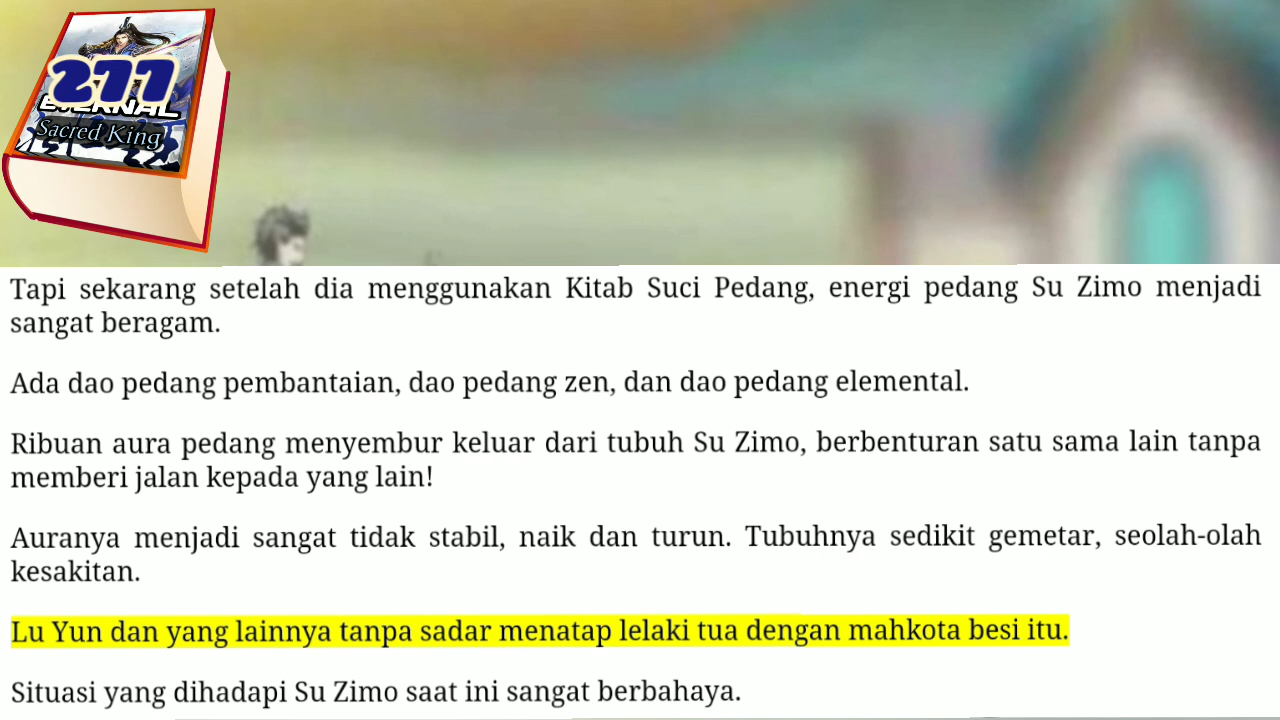 277
ETERNAL
Sacred King
Tapi sekarang setelah dia menggunakan Kitab Suci Pedang, energi pedang Su Zimo menjadi
sangat beragam.
Ada dao pedang pembantaian, dao pedang zen, dan dao pedang elemental.
Ribuan aura pedang menyembur keluar dari tubuh Su Zimo, berbenturan satu sama lain tanpa
memberi jalan kepada yang lain!
Auranya menjadi sangat tidak stabil, naik dan turun. Tubuhnya sedikit gemetar, seolah-olah
kesakitan.
Lu Yun dan yang lainnya tanpa sadar menatap lelaki tua dengan mahkota besi itu.
Situasi yang dihadapi Su Zimo saat ini sangat berbahaya.